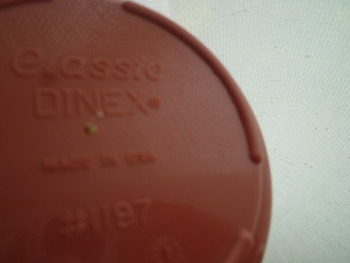 Classic
DINEX®
MADE IN USA
#1197